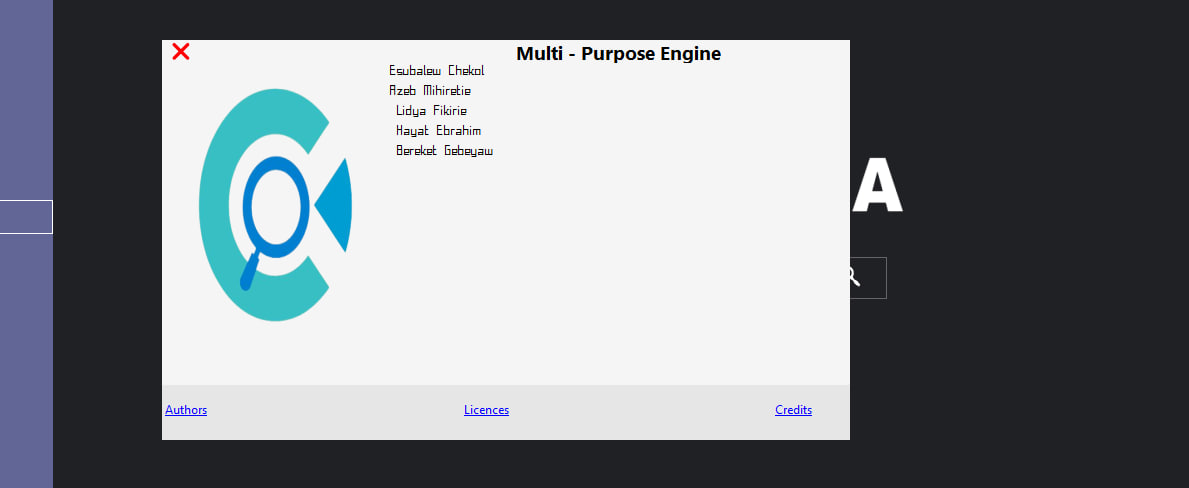 Multi - Purpose Engine
Esubalew Chekol
Azeb Mihiretie
Lidya Fikirie
Hayat Ebrahim
Bereket Gebeyaw
A
Authors
Licences
Credits